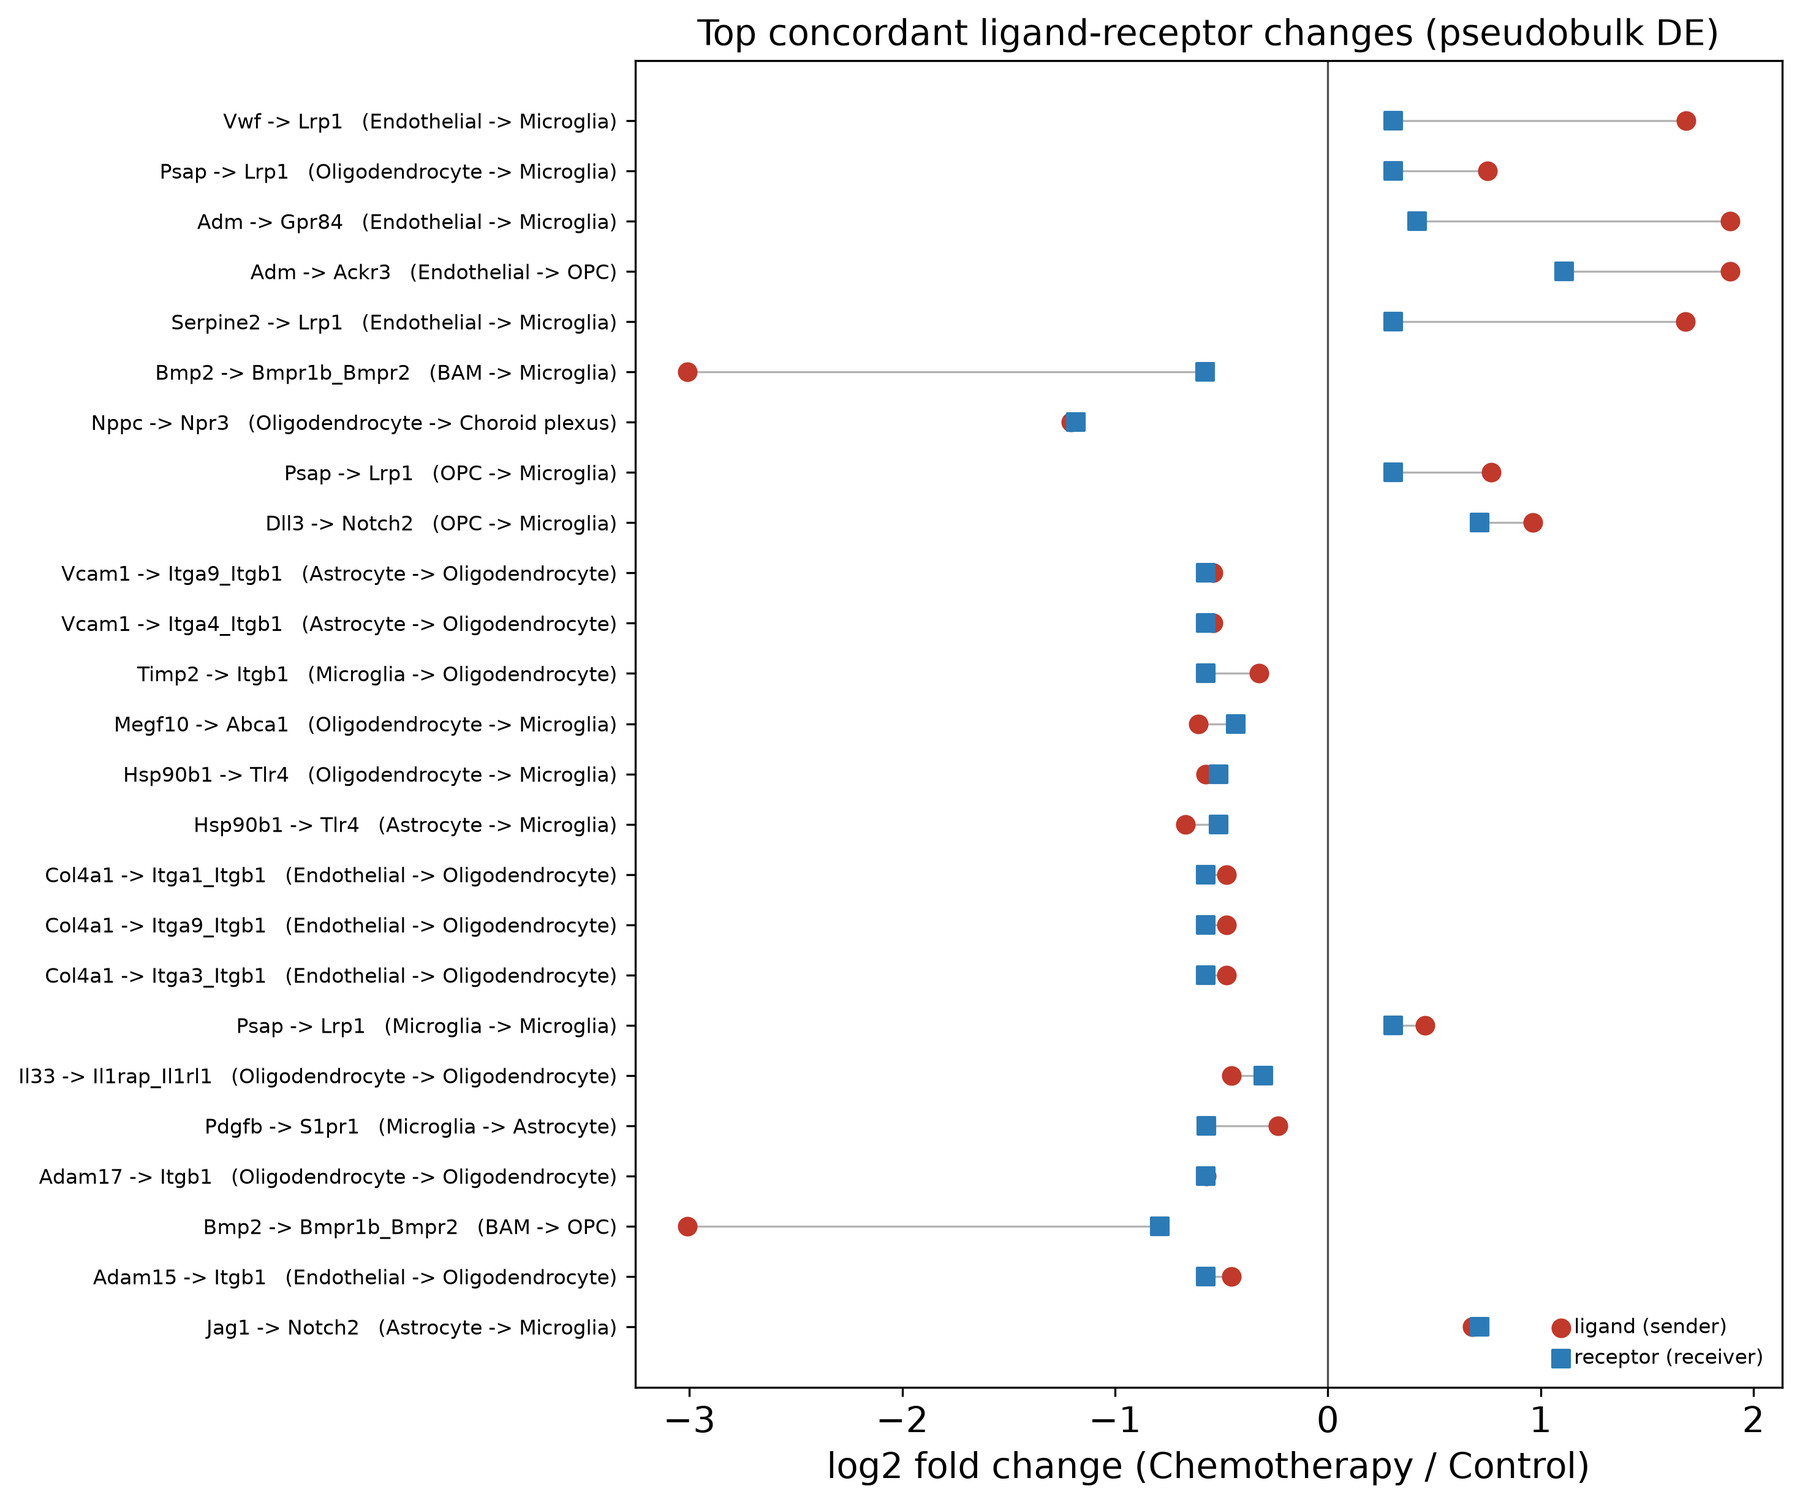 Top concordant ligand-receptor changes (pseudobulk DE)
Vwf -> Lrp1 (Endothelial -> Microglia)
Psap -> Lrp1 (Oligodendrocyte -> Microglia)
Adm -> Gpr84 (Endothelial -> Microglia)
Adm -> Ackr3 (Endothelial -> OPC)
Serpine2 -> Lrp1 (Endothelial -> Microglia)
Bmp2 -> Bmpr1b_Bmpr2 (BAM -> Microglia)
Nppc -> Npr3 (Oligodendrocyte -> Choroid plexus)
Psap -> Lrp1 (OPC -> Microglia)
Dll3 -> Notch2 (OPC -> Microglia)
Vcam1 -> Itga9_Itgb1 (Astrocyte -> Oligodendrocyte)
Vcam1 -> Itga4_Itgb1 (Astrocyte -> Oligodendrocyte)
Timp2 -> Itgb1 (Microglia -> Oligodendrocyte)
Megf10 -> Abca1 (Oligodendrocyte -> Microglia)
Hsp90b1 -> Tlr4 (Oligodendrocyte -> Microglia)
Hsp90b1 -> Tlr4 (Astrocyte -> Microglia)
Col4a1 -> Itga1_Itgb1 (Endothelial -> Oligodendrocyte)
Col4a1 -> Itga9_Itgb1 (Endothelial -> Oligodendrocyte)
Col4a1 -> Itga3_Itgb1 (Endothelial -> Oligodendrocyte)
Psap -> Lrp1 (Microglia -> Microglia)
Il33 -> Il1rap_Il1rl1 (Oligodendrocyte -> Oligodendrocyte)
Pdgfb -> S1pr1 (Microglia -> Astrocyte)
Adam17 -> Itgb1 (Oligodendrocyte -> Oligodendrocyte)
Bmp2 -> Bmpr1b_Bmpr2 (BAM -> OPC)
Adam15 -> Itgb1 (Endothelial -> Oligodendrocyte)
Jag1 -> Notch2 (Astrocyte -> Microglia)
ligand (sender)
receptor (receiver)
−3 −2 −1 0 1 2
log2 fold change (Chemotherapy / Control)